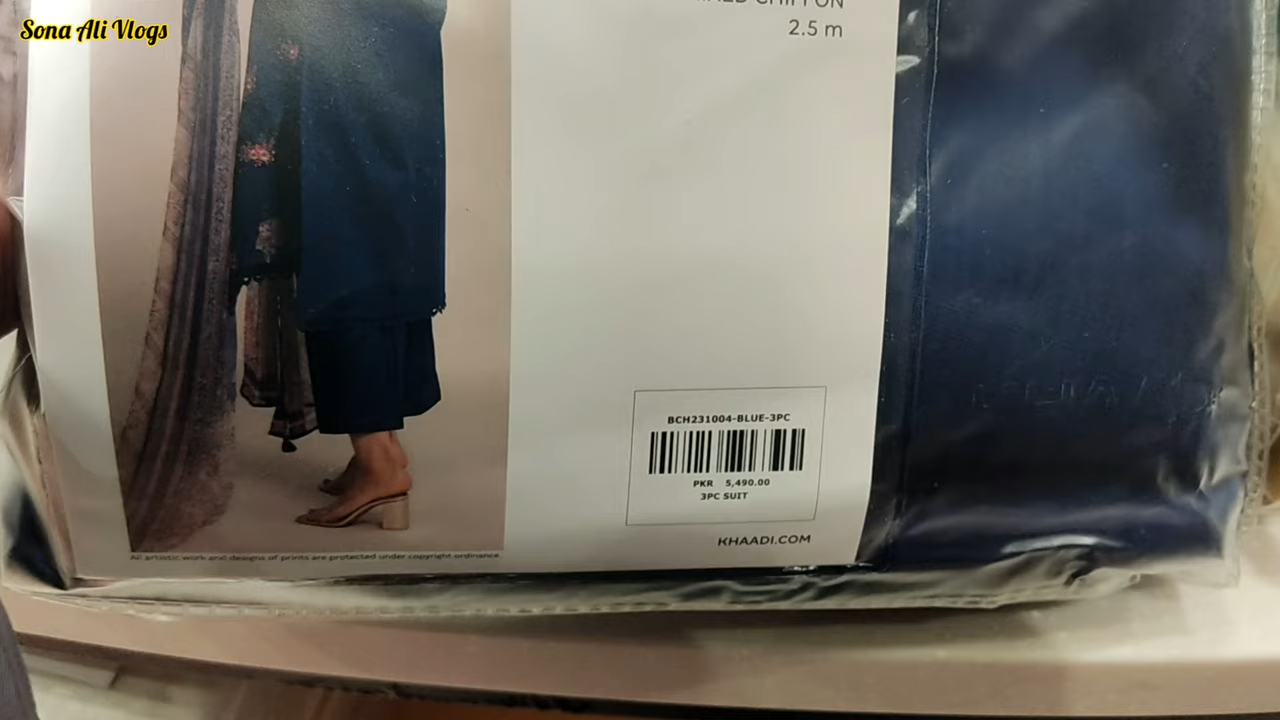 Sona Ali Vlogs
CHIFFON
2.5 m
BCH231004-BLUE-3PC
PKR 5,490.00
3PC SUIT
KHAADI.COM
All artistic work and designs of prints are protected under copyright ordinance.